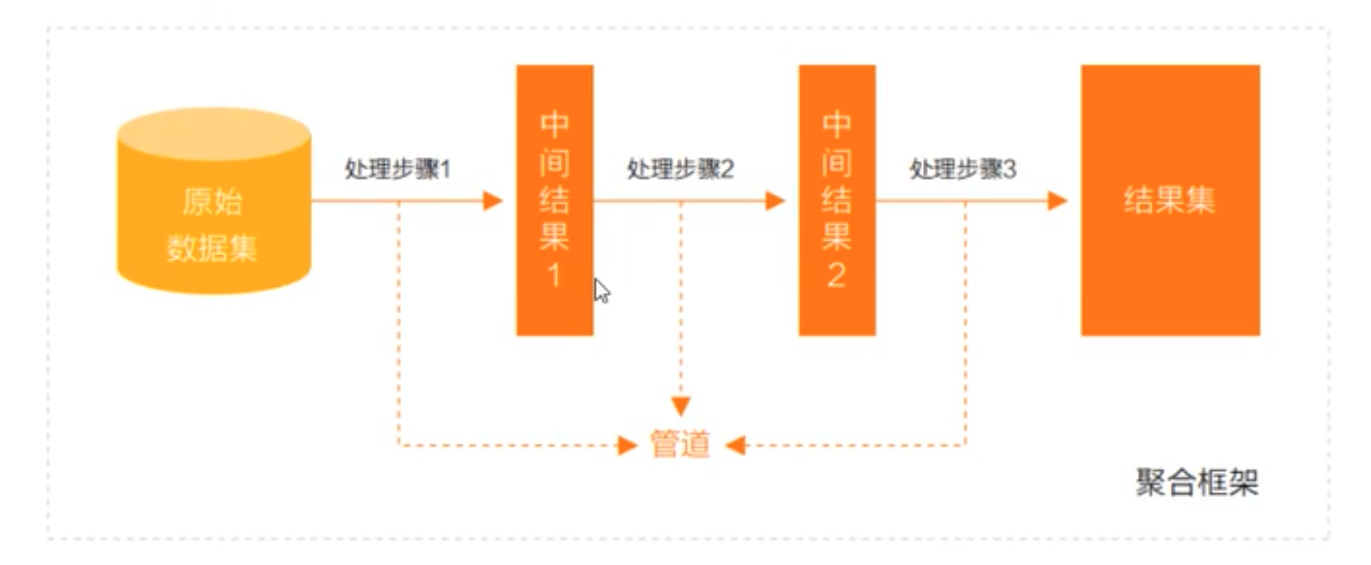 原始
数据集
处理步骤1
中间结果1
处理步骤2
中间结果2
处理步骤3
结果集
管道
聚合框架